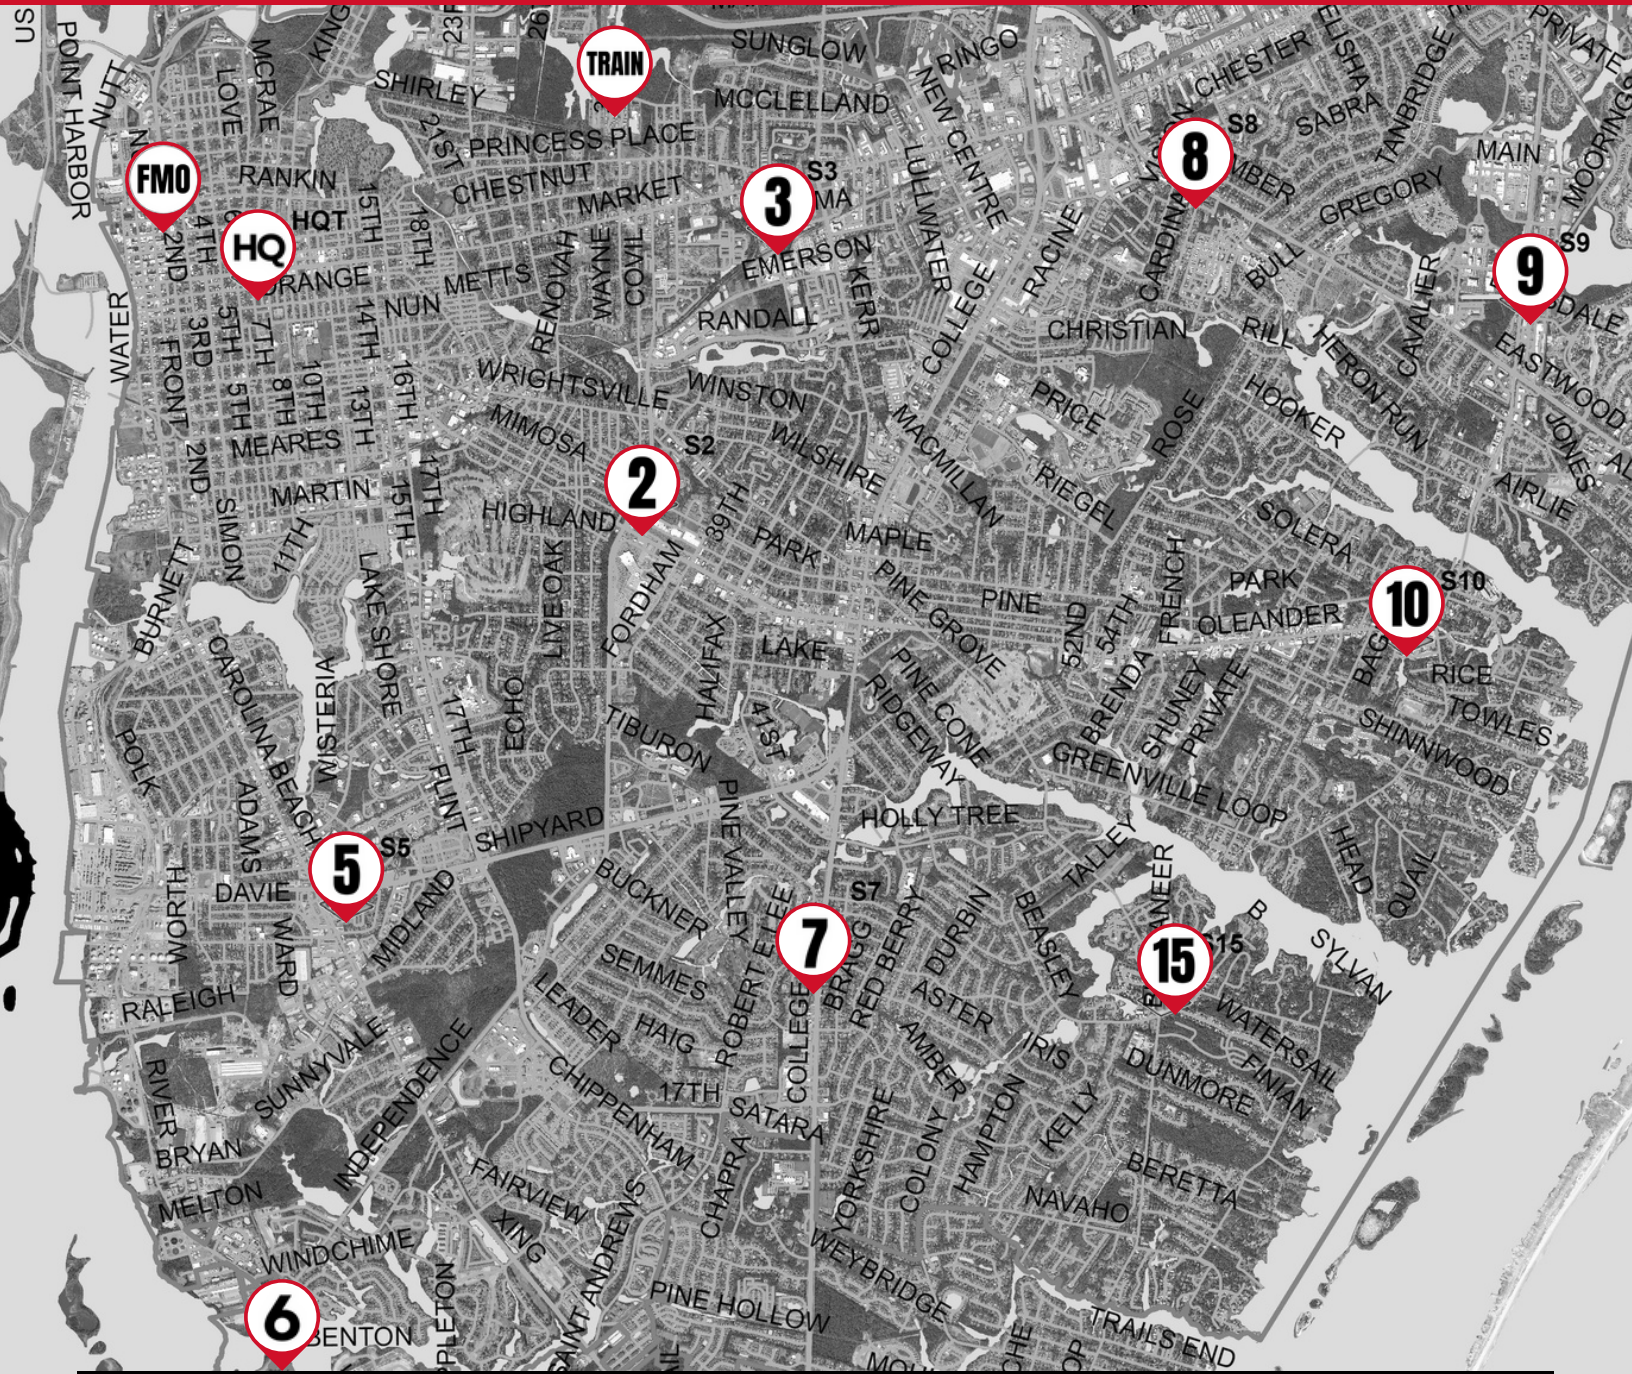 US
POINT HARBOR
NUTT
LOVE
MCRAE
KING
SHIRLEY
21ST
TRAIN
SUNGLOW
RINGO
MCCLELLAND
NEW CENTRE
CHESTER
ELISHA
SABRA
TANBRIDGE
PRIVATE
MOORINGS
MAIN
PRINCESS PLACE
FMO
RANKIN
15TH
18TH
CHESTNUT
MARKET
3
S3
LULLWATER
8
S8
GREGORY
S9
9
HQ
HQT
2ND
4TH
ORANGE
METTS
NUN
RENOVAH
WAYNE
COVIL
EMERSON
KERR
RANDALL
COLLEGE
RACINE
BULL
CAVALIER
EASTWOOD
WATER
3RD
FRONT
5TH
7TH
14TH
CHRISTIAN
RILL
HERON RUN
5TH
8TH
10TH
13TH
16TH
WRIGHTSVILLE
WINSTON
PRICE
ROSE
HOOKER
JONES
MEARES
MIMOSA
WILSHIRE
MACMILLAN
RIEGEL
AIRLIE
2ND
SIMON
MARTIN
15TH
17TH
2
S2
HIGHLAND
39TH
PARK
MAPLE
SOLERA
11TH
BURNETT
LAKE SHORE
LIVE OAK
FORDHAM
PINE GROVE
PINE
52ND
54TH
FRENCH
PARK
OLEANDER
10
S10
RICE
CAROLINA BEACH
WISTERIA
HALIFAX
LAKE
PINE CONE
RIDGEWAY
BRENDA
SHUNEY
PRIVATE
TOWLES
SHINNWOOD
POLK
17TH
ECHO
TIBURON
41ST
GREENVILLE LOOP
ADAMS
FLINT
SHIPYARD
PINE VALLEY
HOLLY TREE
TALLEY
HEAD
QUAIL
5
S5
DAVIE
WORTH
WARD
MIDLAND
BUCKNER
ROBERT E LEE
7
S7
BRAGG
RED BERRY
DURBIN
BEASLEY
15
S15
B
SYLVAN
RALEIGH
SUNNYVALE
LEADER
SEMMES
HAIG
COLLEGE
ASTER
AMBER
IRIS
WATERSAIL
FINIAN
DUNMORE
RIVER
BRYAN
INDEPENDENCE
CHIPPENHAM
17TH
SATARA
YORKSHIRE
COLONY
HAMPTON
KELLY
BERETTA
NAVAHO
MELTON
FAIRVIEW
XING
SAINT ANDREWS
CHAPRA
WEYBRIDGE
WINDCHIME
6
BENTON
PINE HOLLOW
TRAILS END